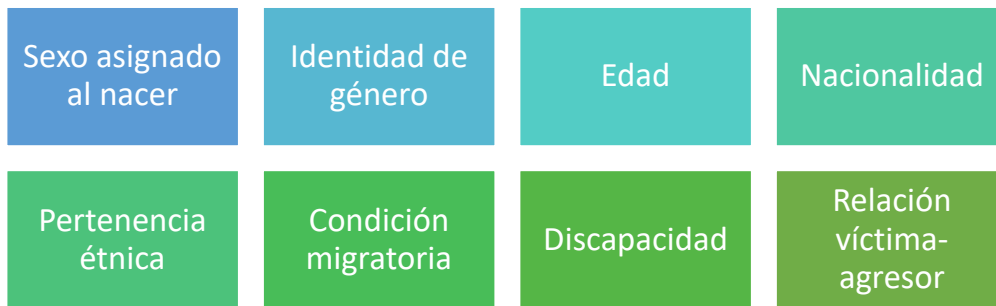 Sexo asignado
al nacer
Identidad de
género
Edad
Nacionalidad
Pertenencia
étnica
Condición
migratoria
Discapacidad
Relación
víctima-
agresor